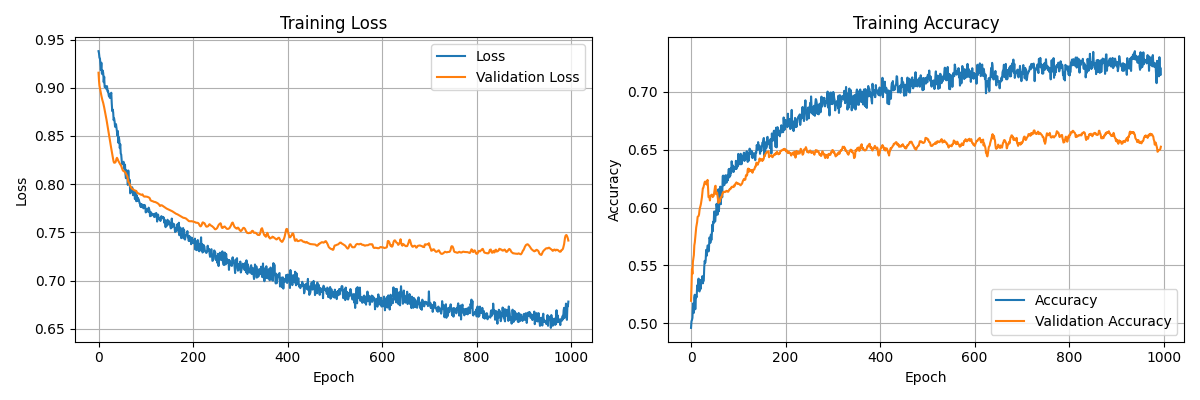 Training Loss
0.95
0.90
0.85
0.80
0.75
0.70
0.65
Loss
0 200 400 600 800 1000
Epoch
Loss
Validation Loss
Training Accuracy
0.70
0.65
0.60
0.55
0.50
Accuracy
0 200 400 600 800 1000
Epoch
Accuracy
Validation Accuracy